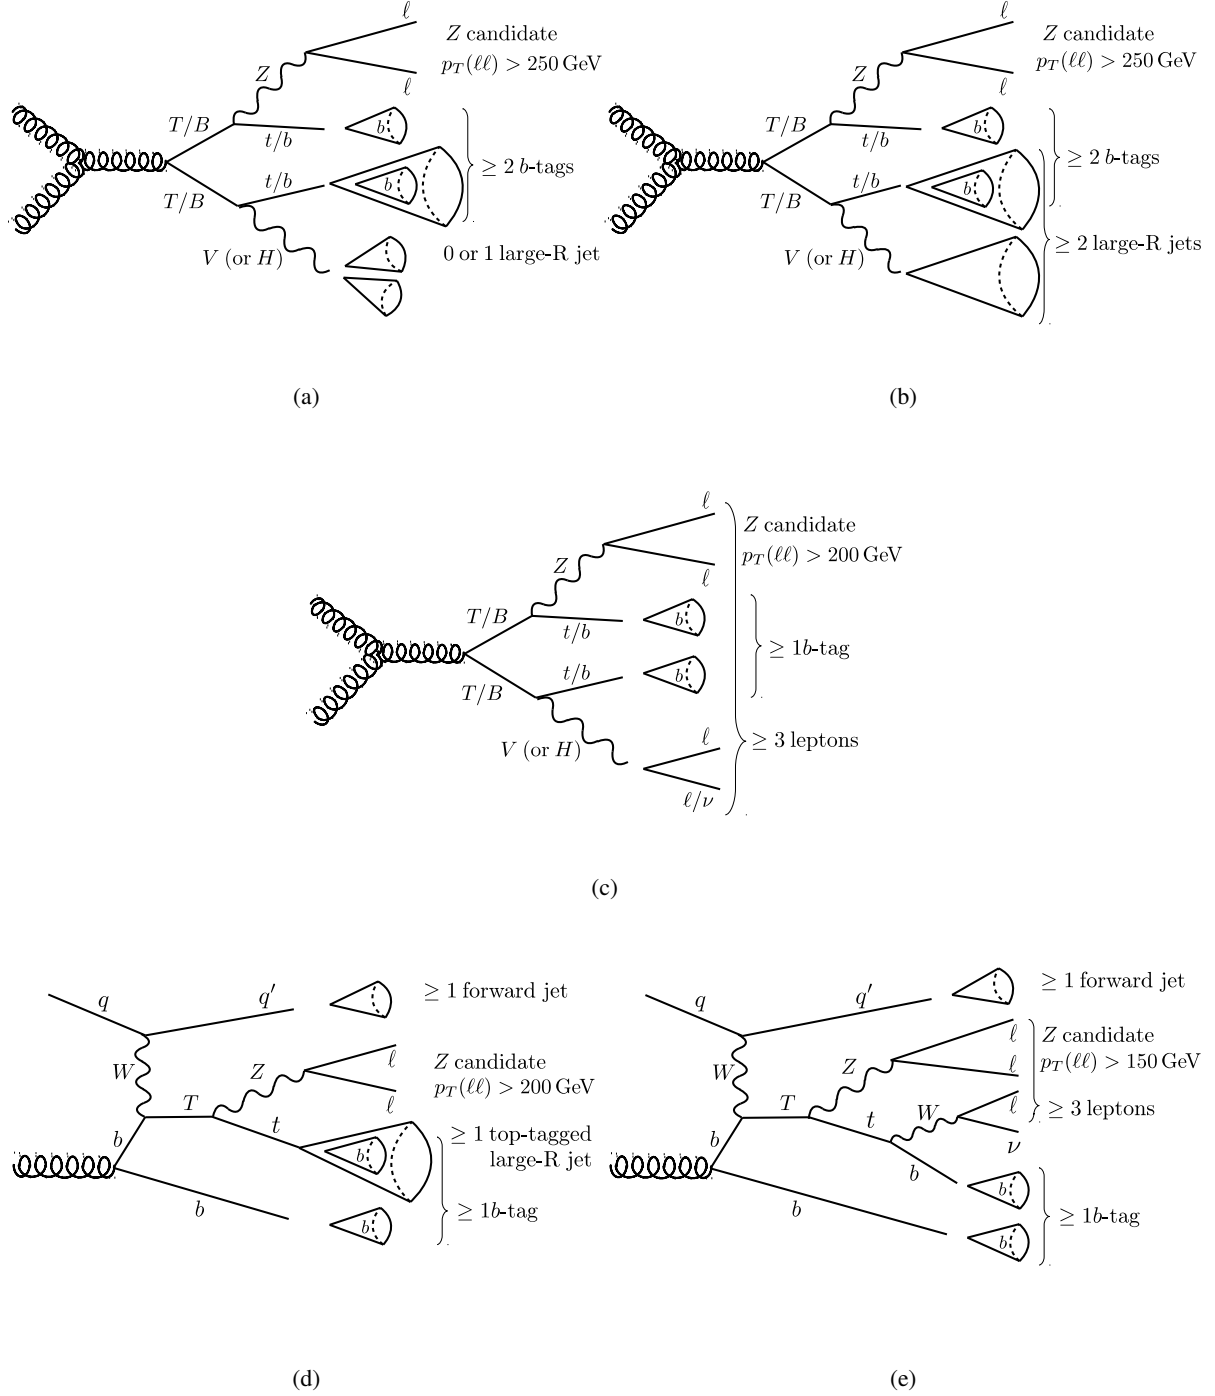 ℓ
Z candidate
p_T(ℓℓ) > 250 GeV
Z
ℓ
T/B
t/b
b
≥ 2 b-tags
t/b
b
T/B
V (or H)
0 or 1 large-R jet
(a)
ℓ
Z candidate
p_T(ℓℓ) > 250 GeV
Z
ℓ
T/B
t/b
b
≥ 2 b-tags
t/b
b
T/B
≥ 2 large-R jets
V (or H)
(b)
ℓ
Z candidate
p_T(ℓℓ) > 200 GeV
Z
ℓ
T/B
t/b
b
≥ 1b-tag
t/b
b
T/B
V (or H)
ℓ
≥ 3 leptons
ℓ/ν
(c)
q
q′
≥ 1 forward jet
W
Z
ℓ
Z candidate
p_T(ℓℓ) > 200 GeV
ℓ
T
t
b
b
≥ 1 top-tagged
large-R jet
b
b
≥ 1b-tag
(d)
q
q′
≥ 1 forward jet
W
Z
ℓ
Z candidate
p_T(ℓℓ) > 150 GeV
ℓ
T
t
W
ℓ
≥ 3 leptons
ν
b
b
b
b
b
≥ 1b-tag
(e)